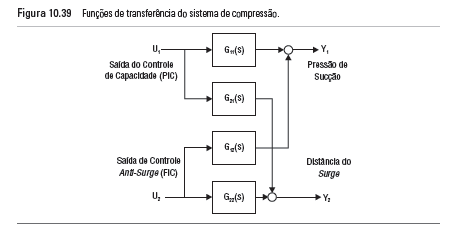 Figura 10.39 Funções de transferência do sistema de compressão.
U₁
G₁₁(s)
Y₁
Saída do Controle
de Capacidade (PIC)
Pressão de
Sucção
G₂₁(s)
G₁₂(s)
Saída de Controle
Anti-Surge (FIC)
Distância do
Surge
U₂
G₂₂(s)
Y₂